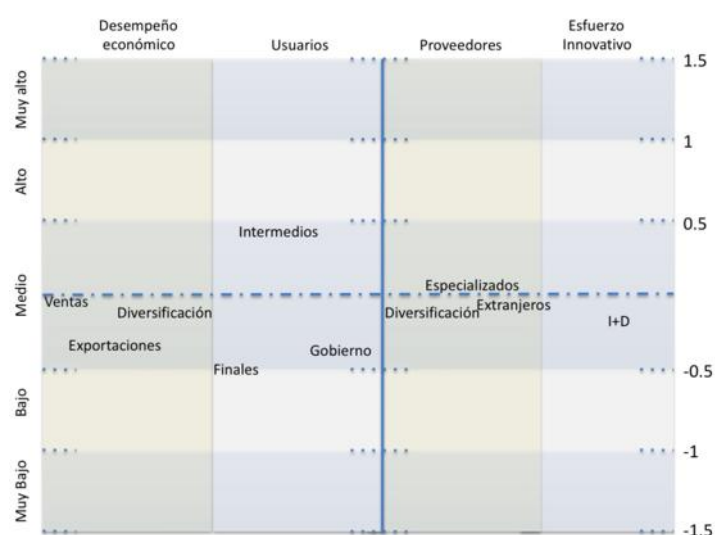 Desempeño
económico
Usuarios
Proveedores
Esfuerzo
Innovativo
Muy alto
1.5
1
Alto
0.5
Intermedios
Medio
Especializados
Ventas
Extranjeros
Diversificación
Diversificación
I+D
Exportaciones
Gobierno
Finales
-0.5
Bajo
-1
Muy Bajo
-1.5